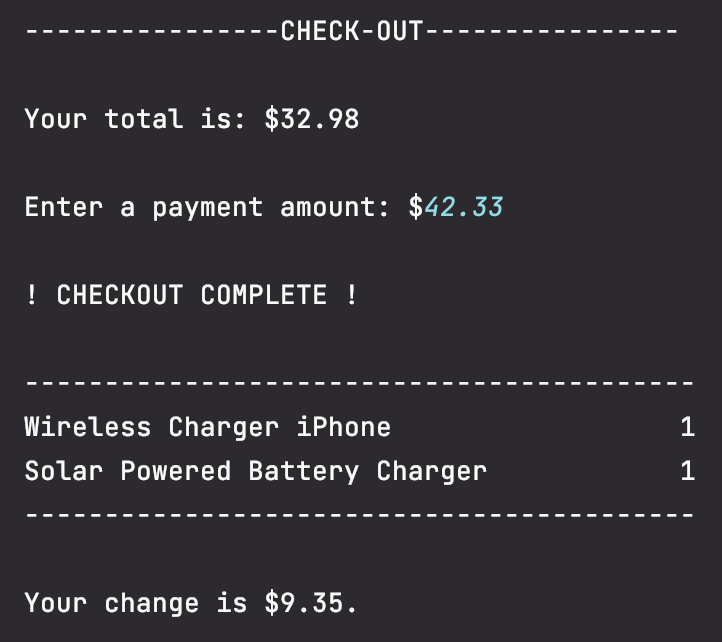 ----------------CHECK-OUT----------------
Your total is: $32.98
Enter a payment amount: $42.33
! CHECKOUT COMPLETE !
------------------------------------------
Wireless Charger iPhone                  1
Solar Powered Battery Charger            1
------------------------------------------
Your change is $9.35.